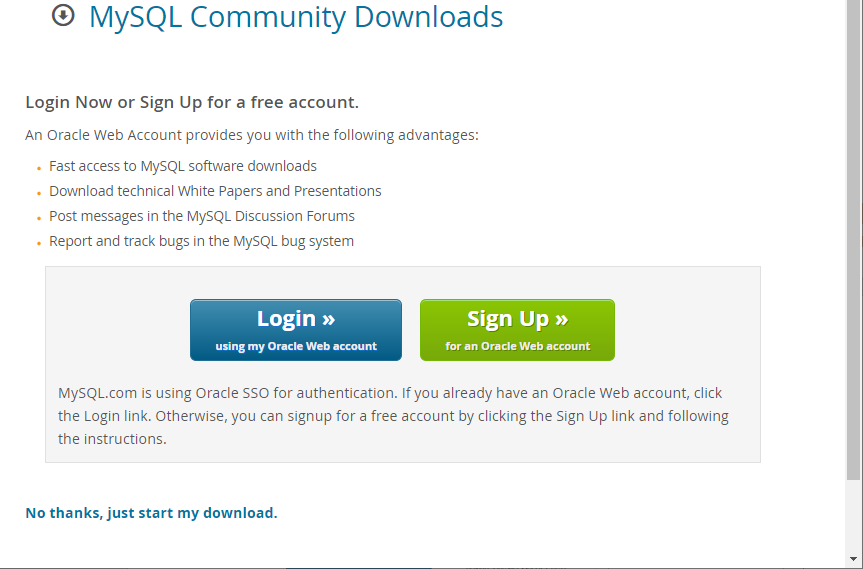 MySQL Community Downloads
Login Now or Sign Up for a free account.
An Oracle Web Account provides you with the following advantages:
Fast access to MySQL software downloads
Download technical White Papers and Presentations
Post messages in the MySQL Discussion Forums
Report and track bugs in the MySQL bug system
Login »
using my Oracle Web account
Sign Up »
for an Oracle Web account
MySQL.com is using Oracle SSO for authentication. If you already have an Oracle Web account, click
the Login link. Otherwise, you can signup for a free account by clicking the Sign Up link and following
the instructions.
No thanks, just start my download.